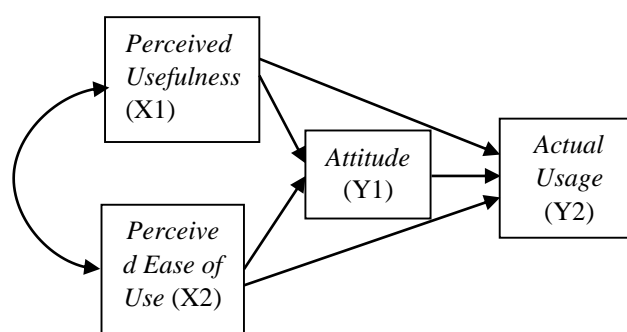 Perceived
Usefulness
(X1)
Attitude
(Y1)
Actual
Usage
(Y2)
Perceive
d Ease of
Use (X2)